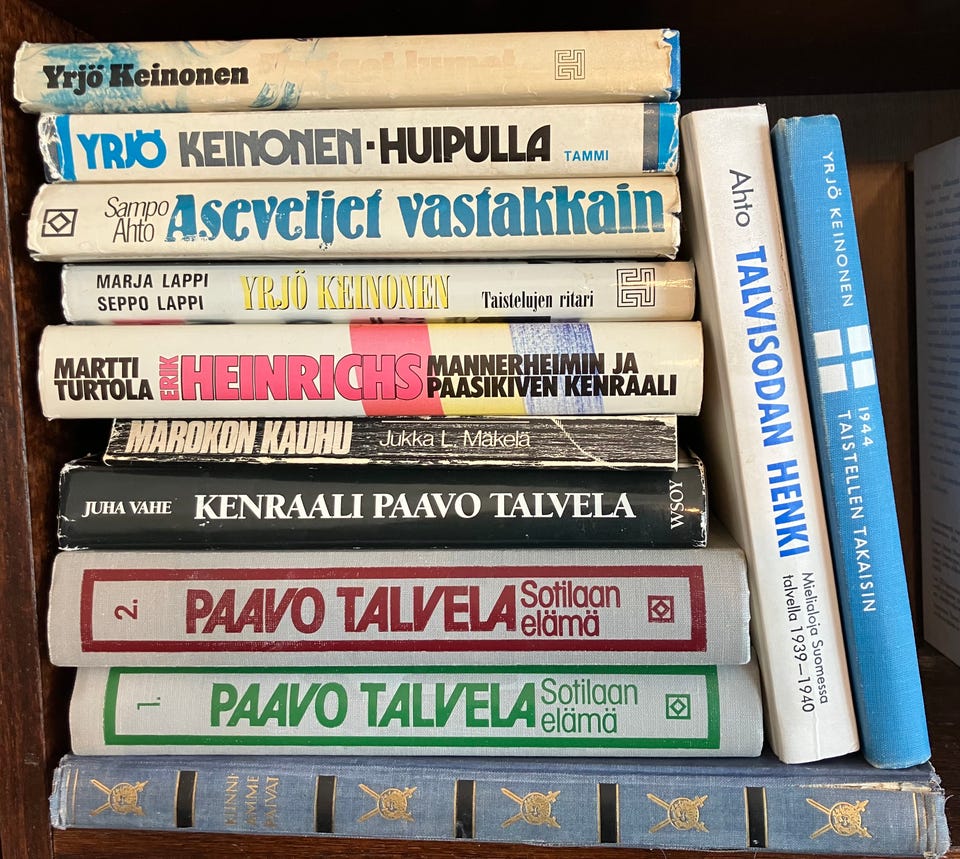 Yrjö Keinonen
YRJÖ KEINONEN · HUIPULLA TAMMI
Sampo
Ahto
Aseveljet vastakkain
MARJA LAPPI
SEPPO LAPPI
YRJÖ KEINONEN
Taistelujen ritari
MARTTI
TURTOLA
ERIK
HEINRICHS
MANNERHEIMIN JA
PAASIKIVEN KENRAALI
MAROKON KAUHU Jukka L. Mäkelä
JUHA VAHE KENRAALI PAAVO TALVELA WSOY
2. PAAVO TALVELA
Sotilaan
elämä
1. PAAVO TALVELA
Sotilaan
elämä
KUNNI-
AMME
PÄIVÄT
Ahto TALVISODAN HENKI
Mielialoja Suomessa
talvella 1939–1940
YRJÖ KEINONEN
1944
TAISTELLEN TAKAISIN